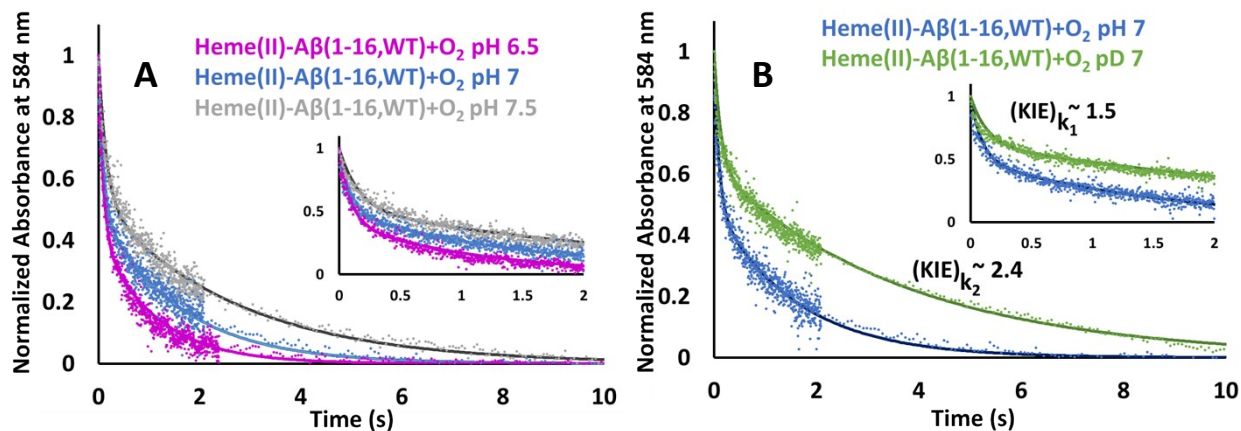 A
Heme(II)-Aβ(1-16,WT)+O₂ pH 6.5
Heme(II)-Aβ(1-16,WT)+O₂ pH 7
Heme(II)-Aβ(1-16,WT)+O₂ pH 7.5
Normalized Absorbance at 584 nm
1
0.8
0.6
0.4
0.2
0
0 2 4 6 8 10
Time (s)
1
0.5
0
0 0.5 1 1.5 2
B
Heme(II)-Aβ(1-16,WT)+O₂ pH 7
Heme(II)-Aβ(1-16,WT)+O₂ pD 7
Normalized Absorbance at 584 nm
1
0.8
0.6
0.4
0.2
0
0 2 4 6 8 10
Time (s)
(KIE)k₂~ 2.4
(KIE)k₁~ 1.5
1
0.5
0
0 0.5 1 1.5 2